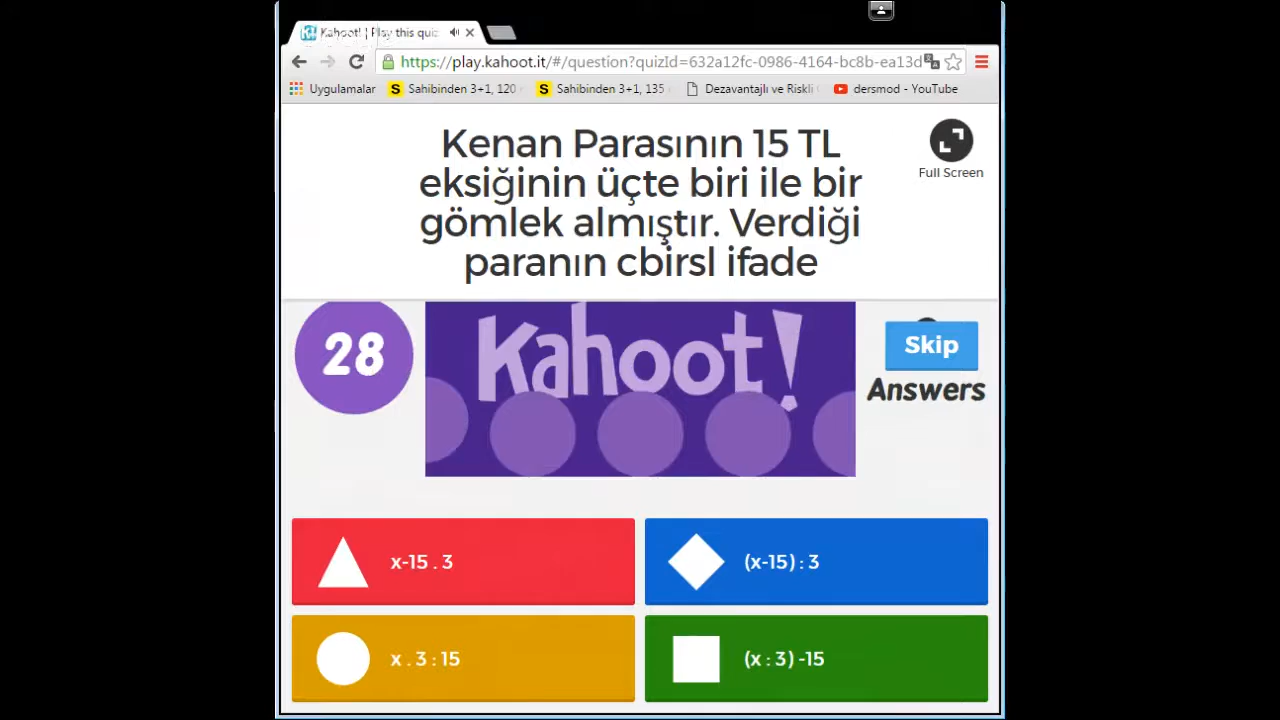 Kahoot! | Play this quiz
https://play.kahoot.it/#/question?quizId=632a12fc-0986-4164-bc8b-ea13d
Uygulamalar S Sahibinden 3+1, 120 S Sahibinden 3+1, 135 Dezavantajlı ve Riskli dersmod - YouTube
Kenan Parasının 15 TL
eksiğinin üçte biri ile bir
gömlek almıştır. Verdiği
paranın cbirsl ifade
Full Screen
28
Kahoot!
Skip
Answers
x-15 . 3
(x-15) : 3
x . 3 : 15
(x : 3) -15